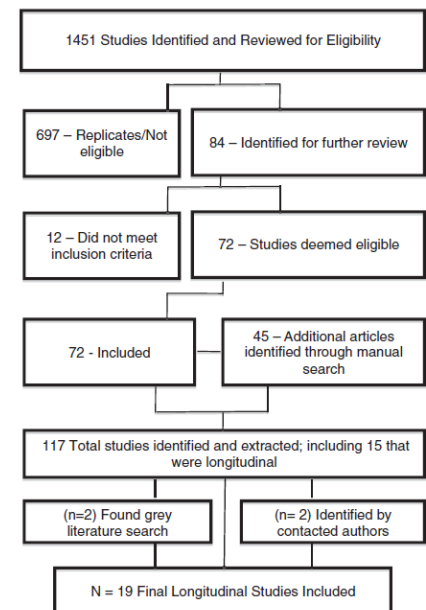 1451 Studies Identified and Reviewed for Eligibility
697 – Replicates/Not
eligible
84 – Identified for further review
12 – Did not meet
inclusion criteria
72 – Studies deemed eligible
72 - Included
45 – Additional articles
identified through manual
search
117 Total studies identified and extracted; including 15 that
were longitudinal
(n=2) Found grey
literature search
(n= 2) Identified by
contacted authors
N = 19 Final Longitudinal Studies Included